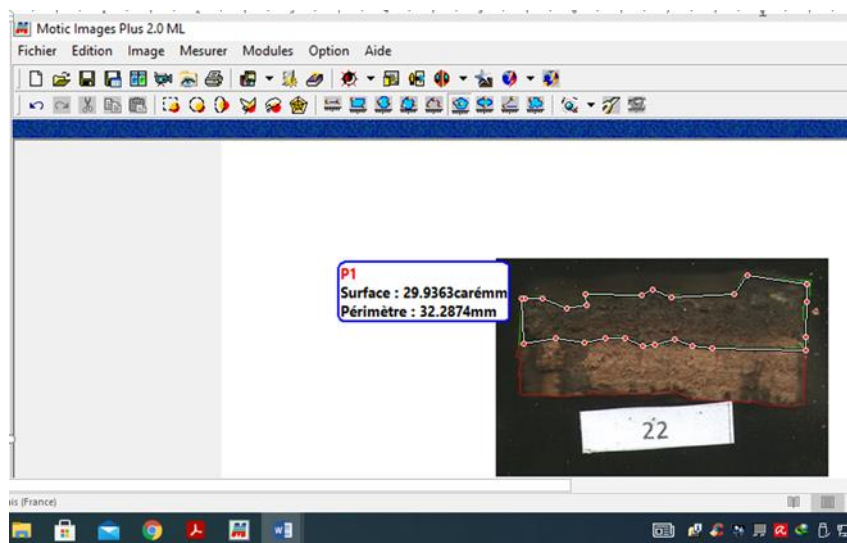 Motic Images Plus 2.0 ML
Fichier Edition Image Mesurer Modules Option Aide
P1
Surface : 29.9363carémm
Périmètre : 32.2874mm
22
is (France)